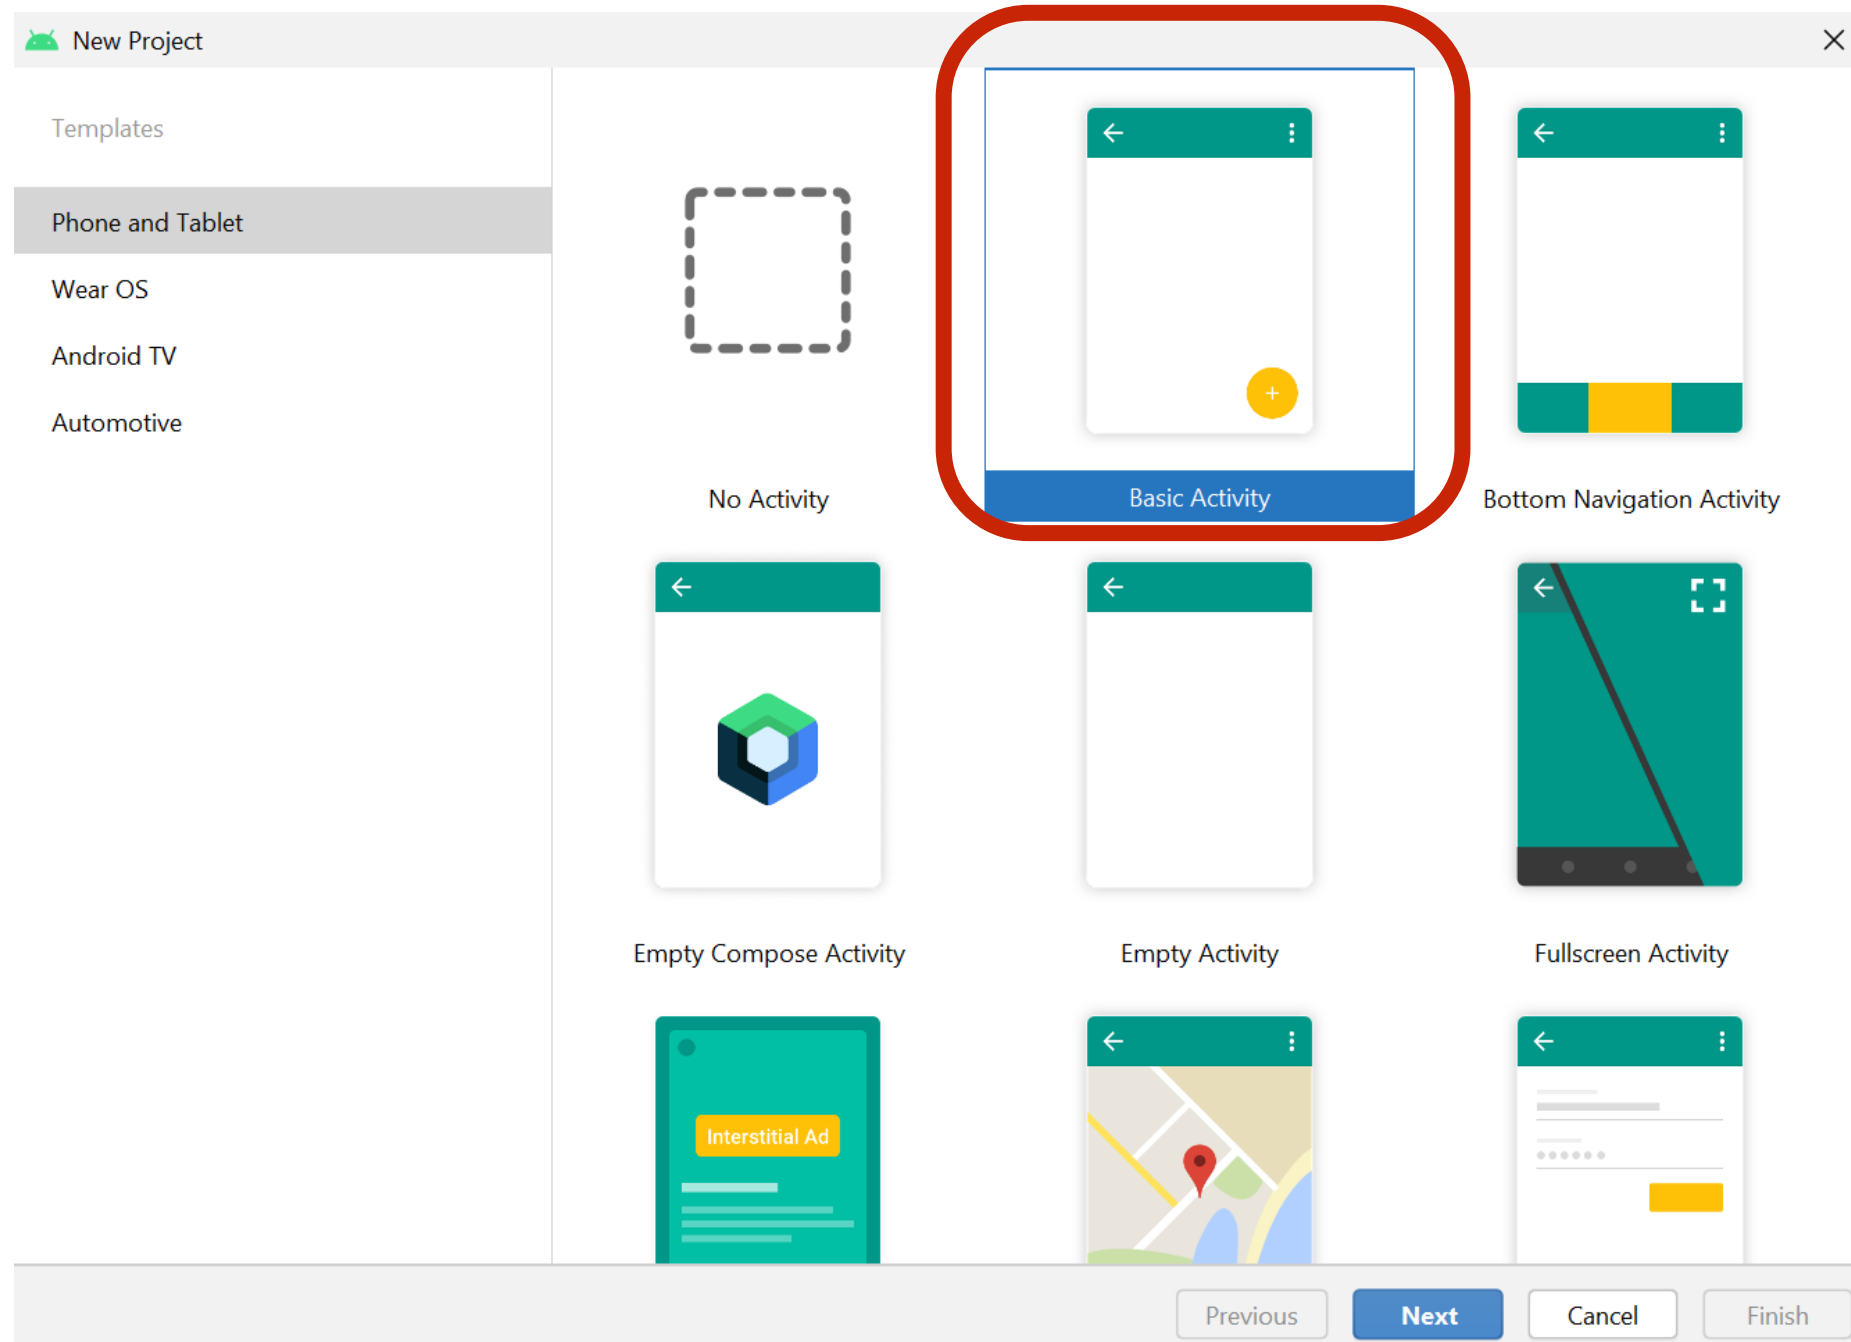 New Project
Templates
Phone and Tablet
Wear OS
Android TV
Automotive
No Activity
Basic Activity
Bottom Navigation Activity
Empty Compose Activity
Empty Activity
Fullscreen Activity
Interstitial Ad
Previous
Next
Cancel
Finish